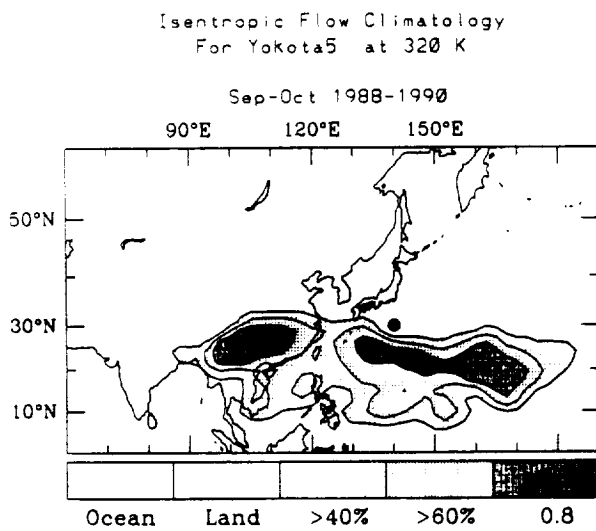 Isentropic Flow Climatology
For Yokota5 at 320 K
Sep-Oct 1988-1990
90°E 120°E 150°E
50°N
30°N
10°N
Ocean Land >40% >60% 0.8